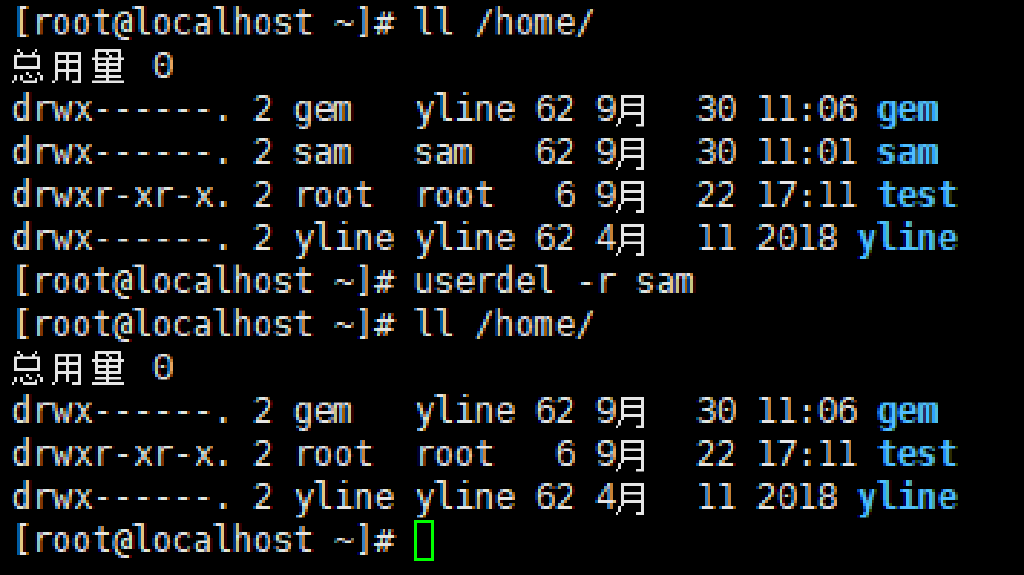 [root@localhost ~]# ll /home/
总用量 0
drwx------. 2 gem   yline 62 9月  30 11:06 gem
drwx------. 2 sam   sam   62 9月  30 11:01 sam
drwxr-xr-x. 2 root  root   6 9月  22 17:11 test
drwx------. 2 yline yline 62 4月  11 2018 yline
[root@localhost ~]# userdel -r sam
[root@localhost ~]# ll /home/
总用量 0
drwx------. 2 gem   yline 62 9月  30 11:06 gem
drwxr-xr-x. 2 root  root   6 9月  22 17:11 test
drwx------. 2 yline yline 62 4月  11 2018 yline
[root@localhost ~]#